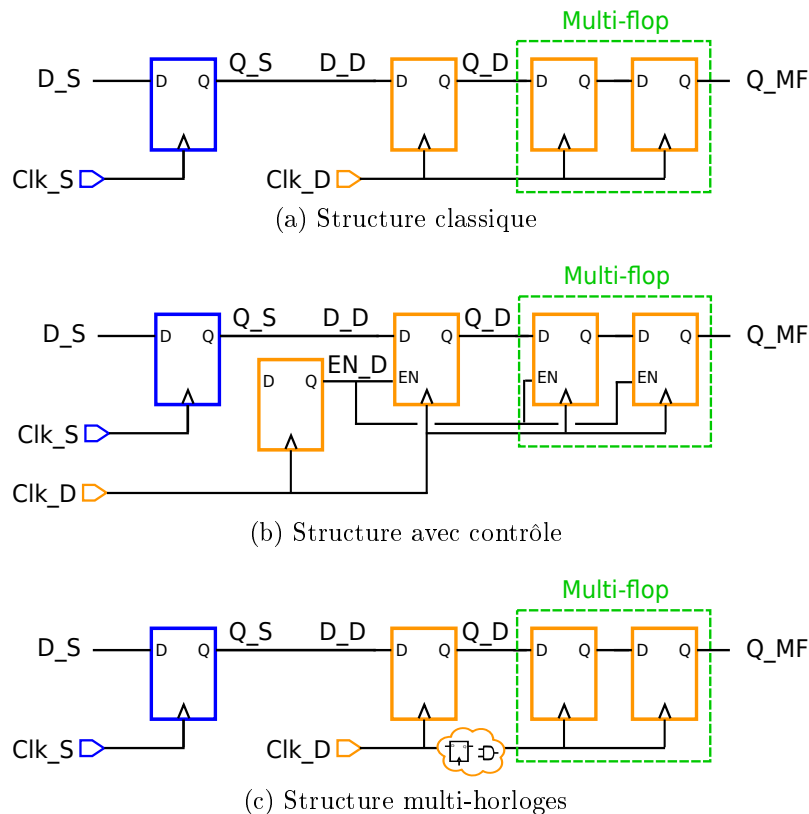 Multi-flop
D_S D Q Q_S D_D D Q Q_D D Q D Q Q_MF
Clk_S Clk_D
(a) Structure classique
Multi-flop
D_S D Q Q_S D_D D Q Q_D D Q D Q Q_MF
D Q EN_D EN EN EN
Clk_S
Clk_D
(b) Structure avec contrôle
Multi-flop
D_S D Q Q_S D_D D Q Q_D D Q D Q Q_MF
Clk_S Clk_D
(c) Structure multi-horloges